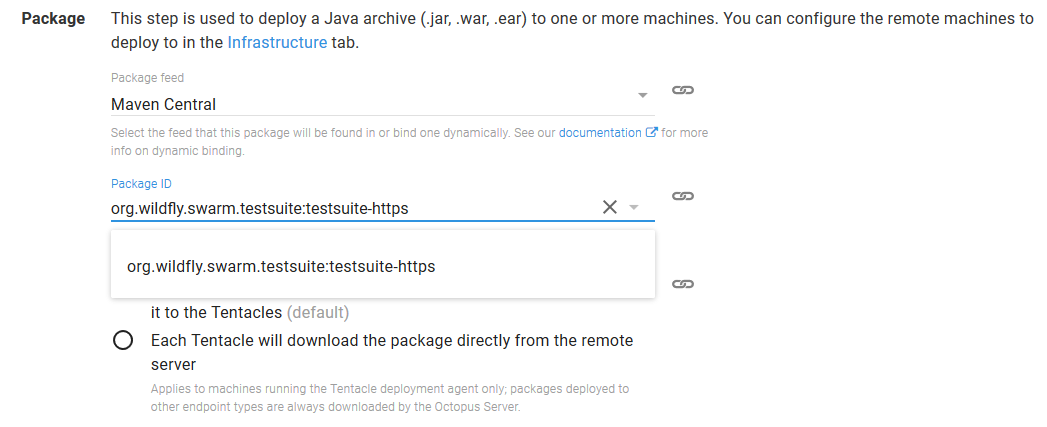 Package
This step is used to deploy a Java archive (.jar, .war, .ear) to one or more machines. You can configure the remote machines to
deploy to in the Infrastructure tab.
Package feed
Maven Central
Select the feed that this package will be found in or bind one dynamically. See our documentation for more
info on dynamic binding.
Package ID
org.wildfly.swarm.testsuite:testsuite-https
org.wildfly.swarm.testsuite:testsuite-https
it to the Tentacles (default)
Each Tentacle will download the package directly from the remote
server
Applies to machines running the Tentacle deployment agent only; packages deployed to
other endpoint types are always downloaded by the Octopus Server.